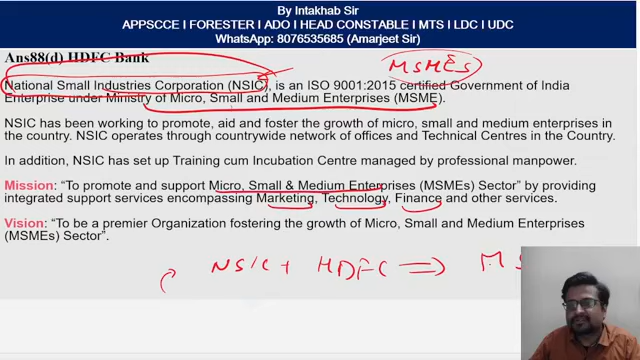 By Intakhab Sir
APPSCCE I FORESTER I ADO I HEAD CONSTABLE I MTS I LDC I UDC
WhatsApp: 8076535685 (Amarjeet Sir)
Ans88(d) HDFC Bank
MSMEs
National Small Industries Corporation (NSIC), is an ISO 9001:2015 certified Government of India
Enterprise under Ministry of Micro, Small and Medium Enterprises (MSME).
NSIC has been working to promote, aid and foster the growth of micro, small and medium enterprises in
the country. NSIC operates through countrywide network of offices and Technical Centres in the Country.
In addition, NSIC has set up Training cum Incubation Centre managed by professional manpower.
Mission: “To promote and support Micro, Small & Medium Enterprises (MSMEs) Sector” by providing
integrated support services encompassing Marketing, Technology, Finance and other services.
Vision: “To be a premier Organization fostering the growth of Micro, Small and Medium Enterprises
(MSMEs) Sector”.
NSIC + HDFC ⇒ MS